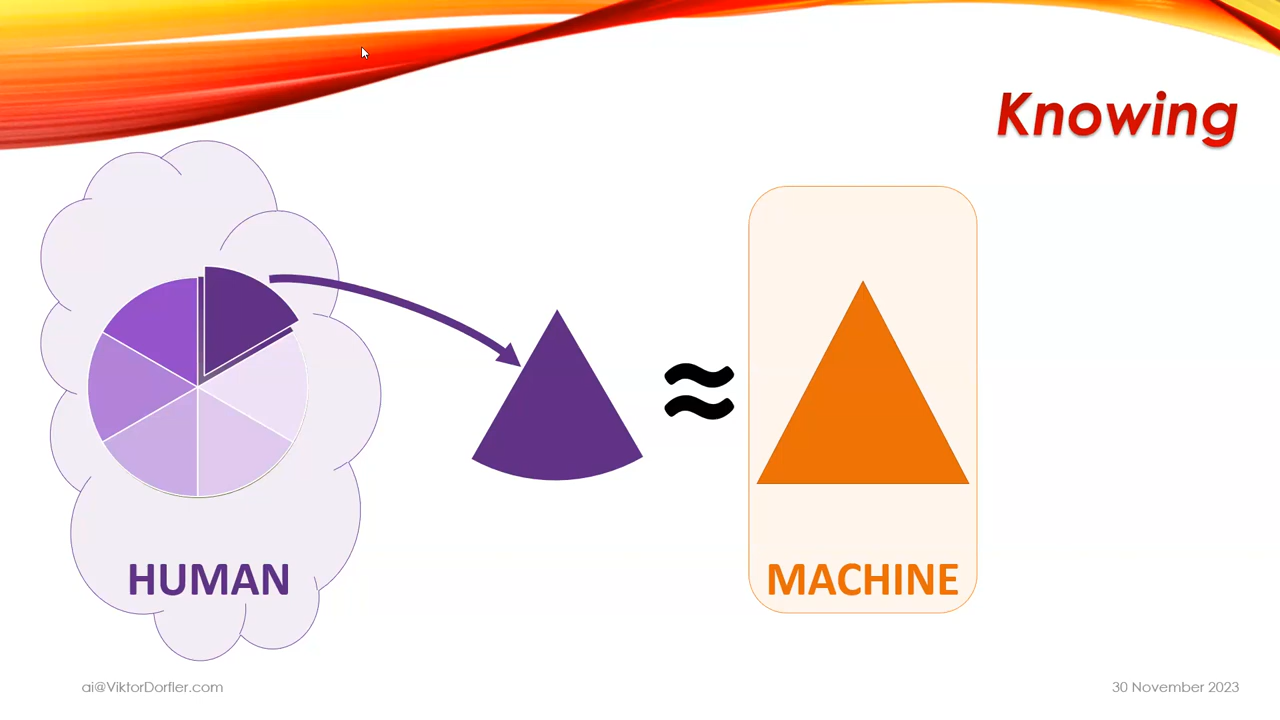 Knowing
≈
HUMAN
MACHINE
ai@ViktorDorfler.com
30 November 2023